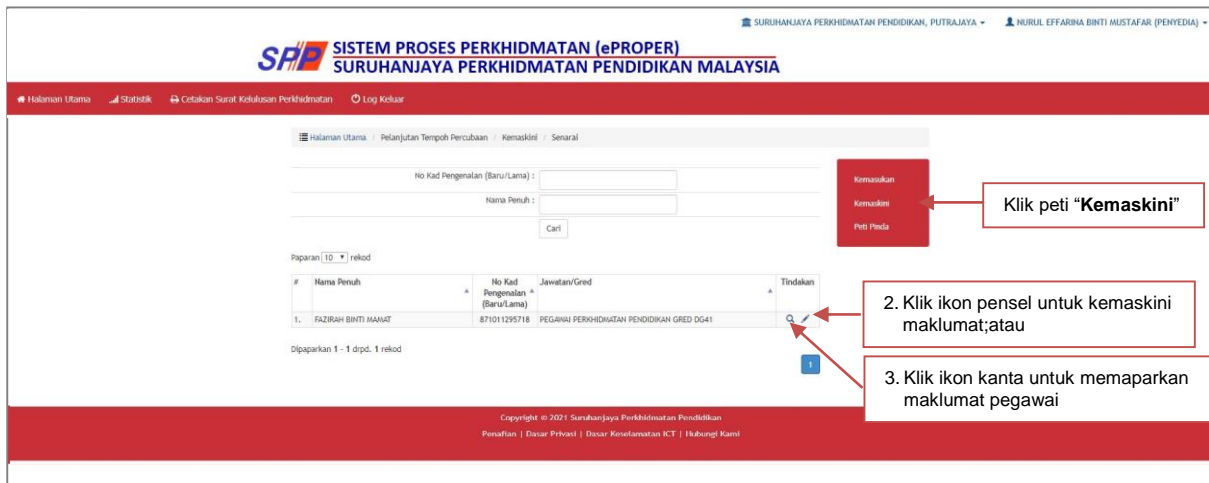 SURUHANJAYA PERKHIDMATAN PENDIDIKAN, PUTRAJAYA NURUL EFFARINA BINTI MUSTAFAR (PENYEDIA)
SPP SISTEM PROSES PERKHIDMATAN (ePROPER)
SURUHANJAYA PERKHIDMATAN PENDIDIKAN MALAYSIA
Halaman Utama Statistik Cetakan Surat Kelulusan Perkhidmatan Log Keluar
Halaman Utama / Pelanjutan Tempoh Percubaan / Kemaskini / Senarai
No Kad Pengenalan (Baru/Lama) :
Nama Penuh :
Cari
Kemasukan
Kemaskini
Peti Pinda
Klik peti “Kemaskini”
Paparan 10 rekod
# Nama Penuh No Kad Pengenalan (Baru/Lama) Jawatan/Gred Tindakan
1. FAZIRAH BINTI MAMAT 871011295718 PEGAWAI PERKHIDMATAN PENDIDIKAN GRED DG41
2. Klik ikon pensel untuk kemaskini
maklumat;atau
Dipaparkan 1 - 1 drpd. 1 rekod
1
3. Klik ikon kanta untuk memaparkan
maklumat pegawai
Copyright © 2021 Suruhanjaya Perkhidmatan Pendidikan
Penafian | Dasar Privasi | Dasar Keselamatan ICT | Hubungi Kami